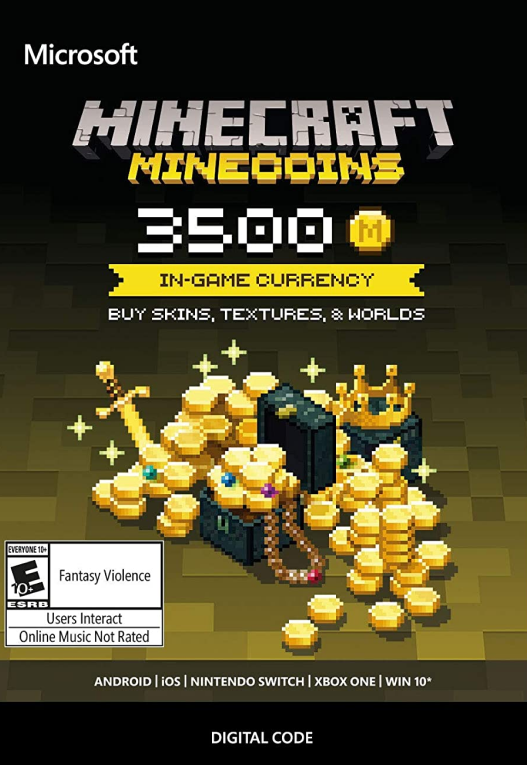 Microsoft
MINECRAFT
MINECOINS
3500 M
IN-GAME CURRENCY
BUY SKINS, TEXTURES, & WORLDS
EVERYONE 10+
E
10+
ESRB
Fantasy Violence
Users Interact
Online Music Not Rated
ANDROID | iOS | NINTENDO SWITCH | XBOX ONE | WIN 10*
DIGITAL CODE